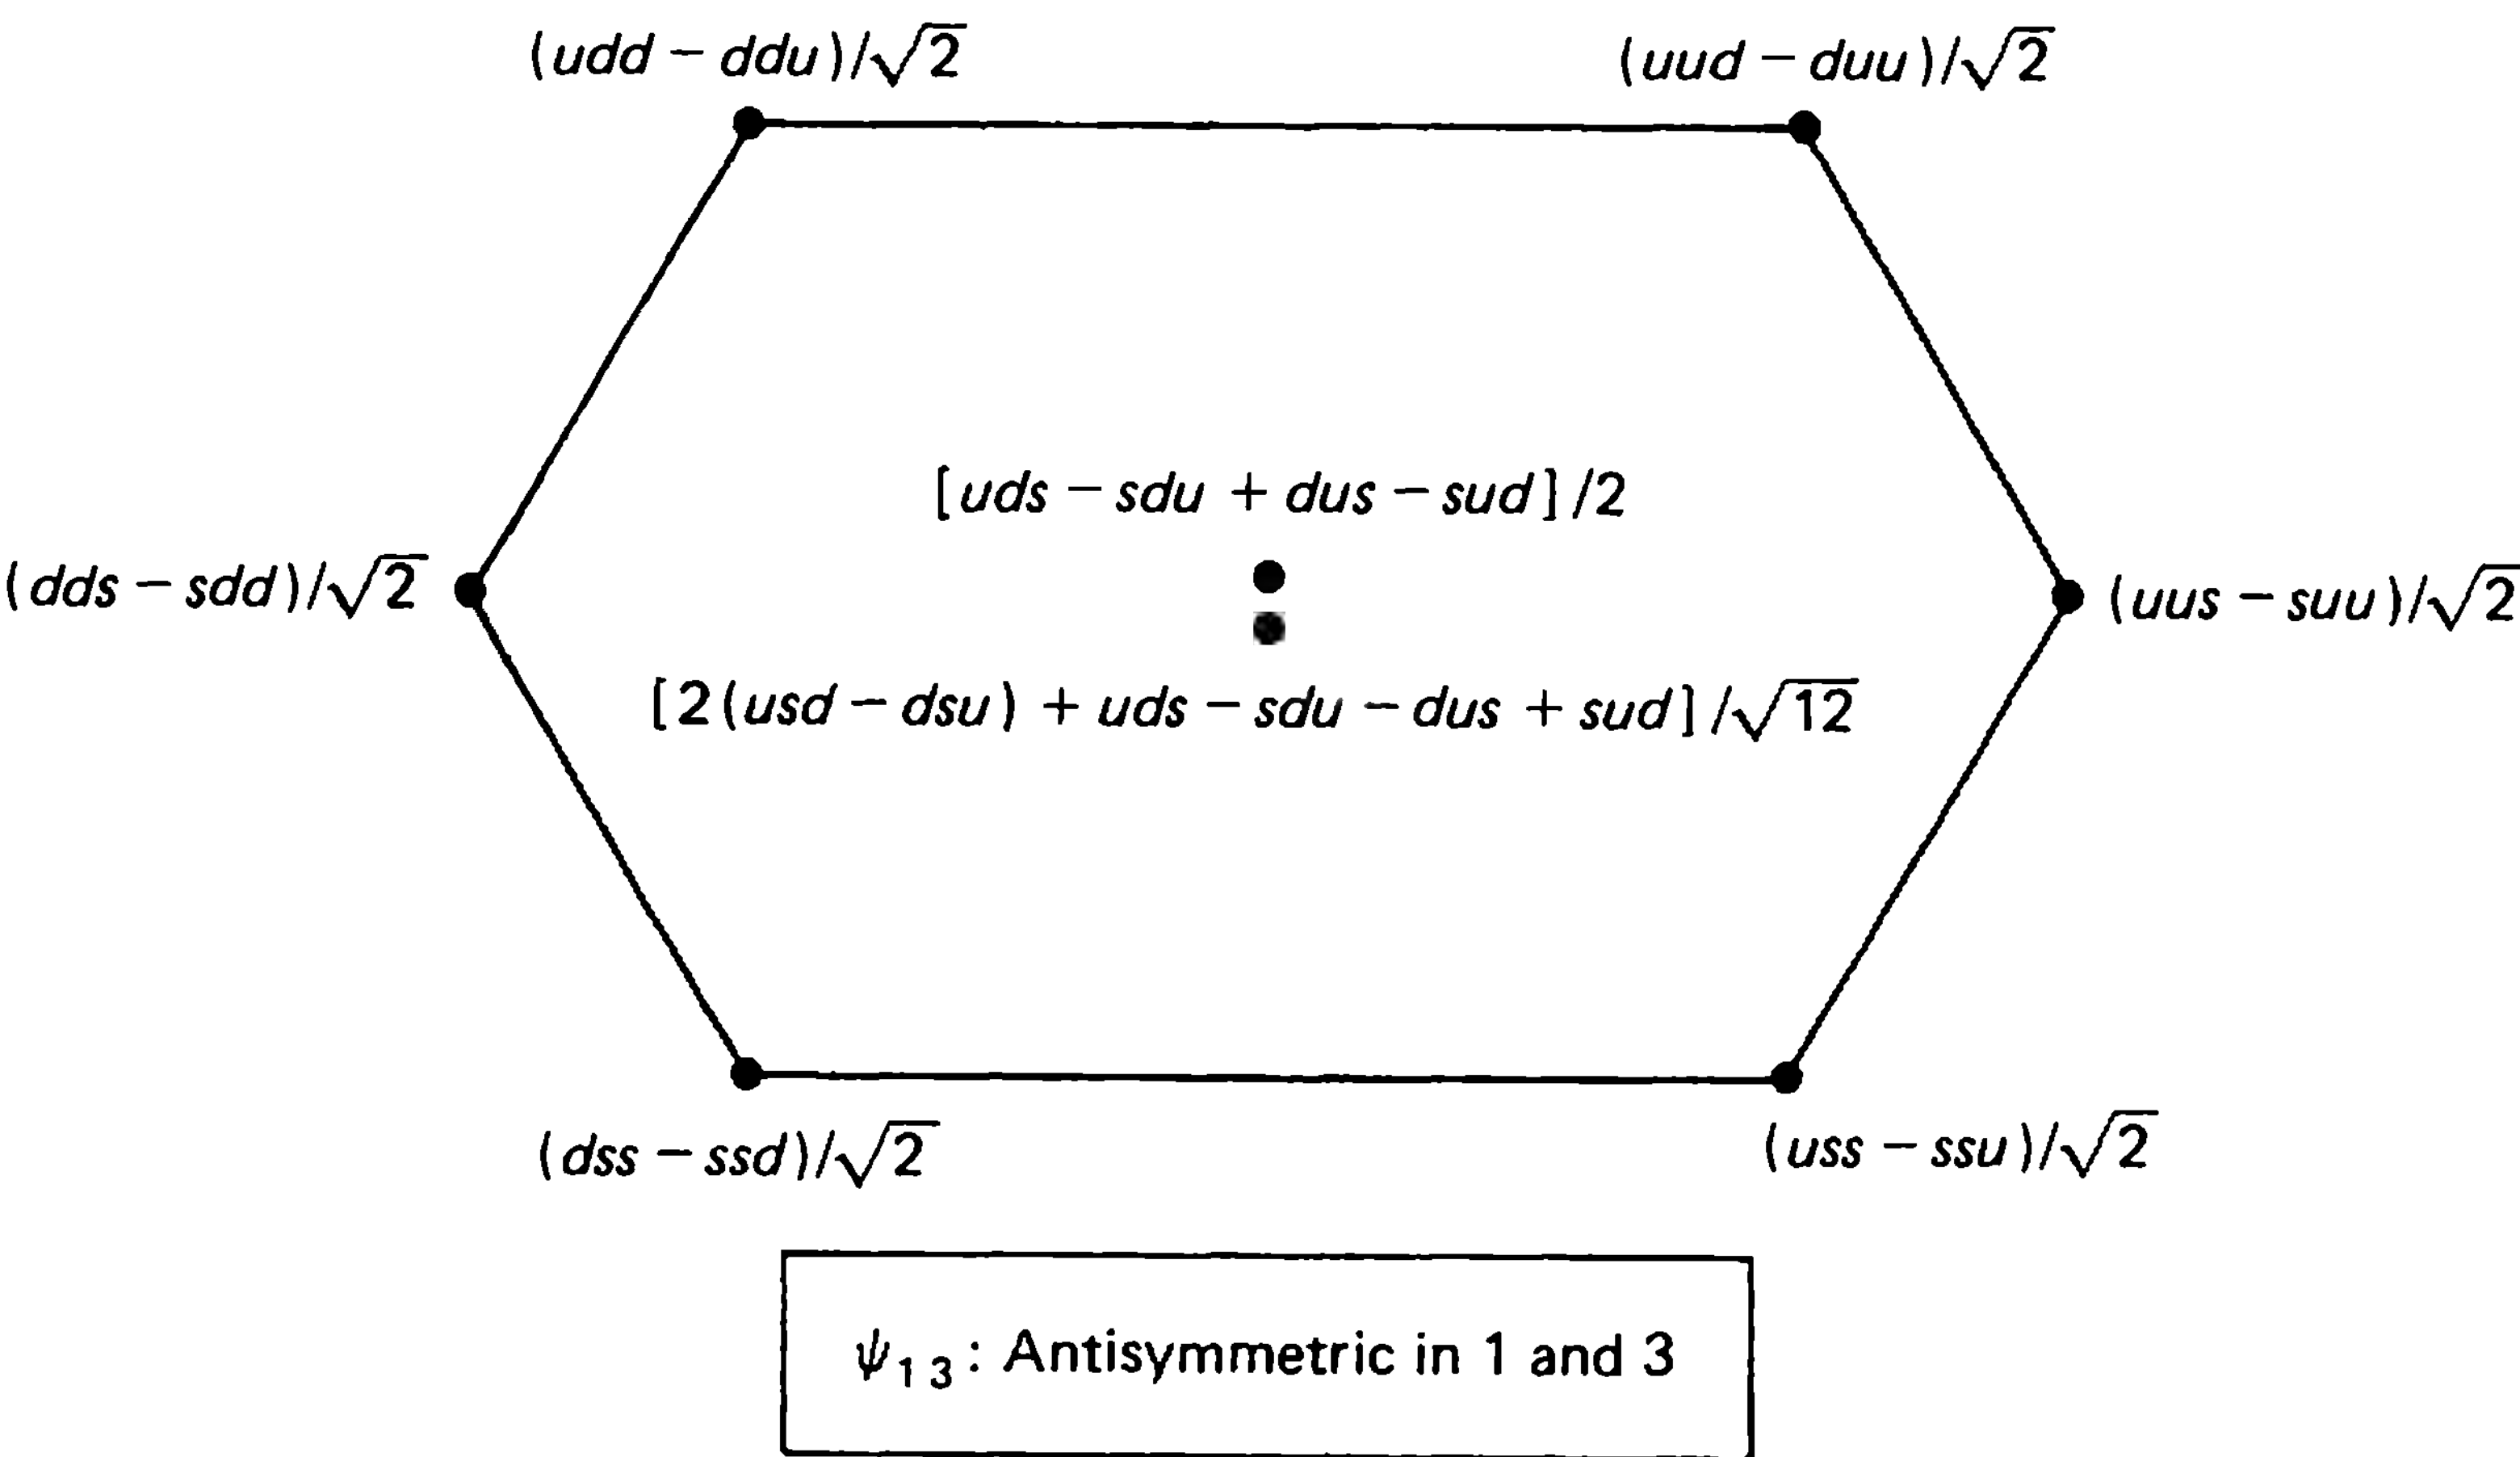 (udd − ddu)/√2
(uud − duu)/√2
[uds − sdu + dus − sud]/2
(dds − sdd)/√2
(uus − suu)/√2
[2(usd − dsu) + uds − sdu − dus + sud]/√12
(dss − ssd)/√2
(uss − ssu)/√2
ψ₁₃: Antisymmetric in 1 and 3